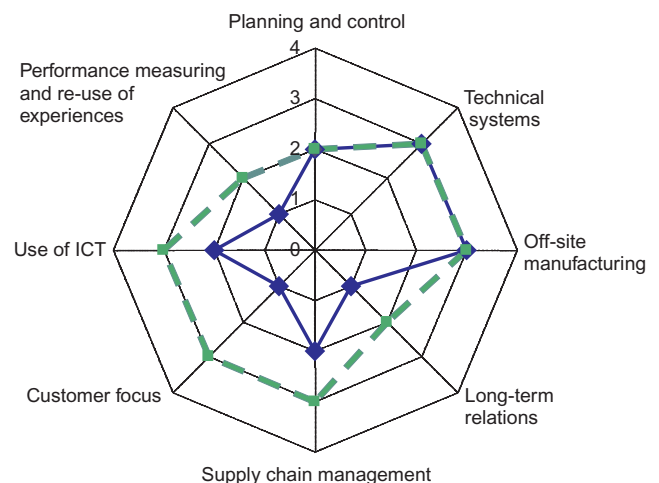 Planning and control
4
Performance measuring
and re-use of
experiences
3
Technical
systems
2
1
Use of ICT
0
Off-site
manufacturing
Customer focus
Long-term
relations
Supply chain management